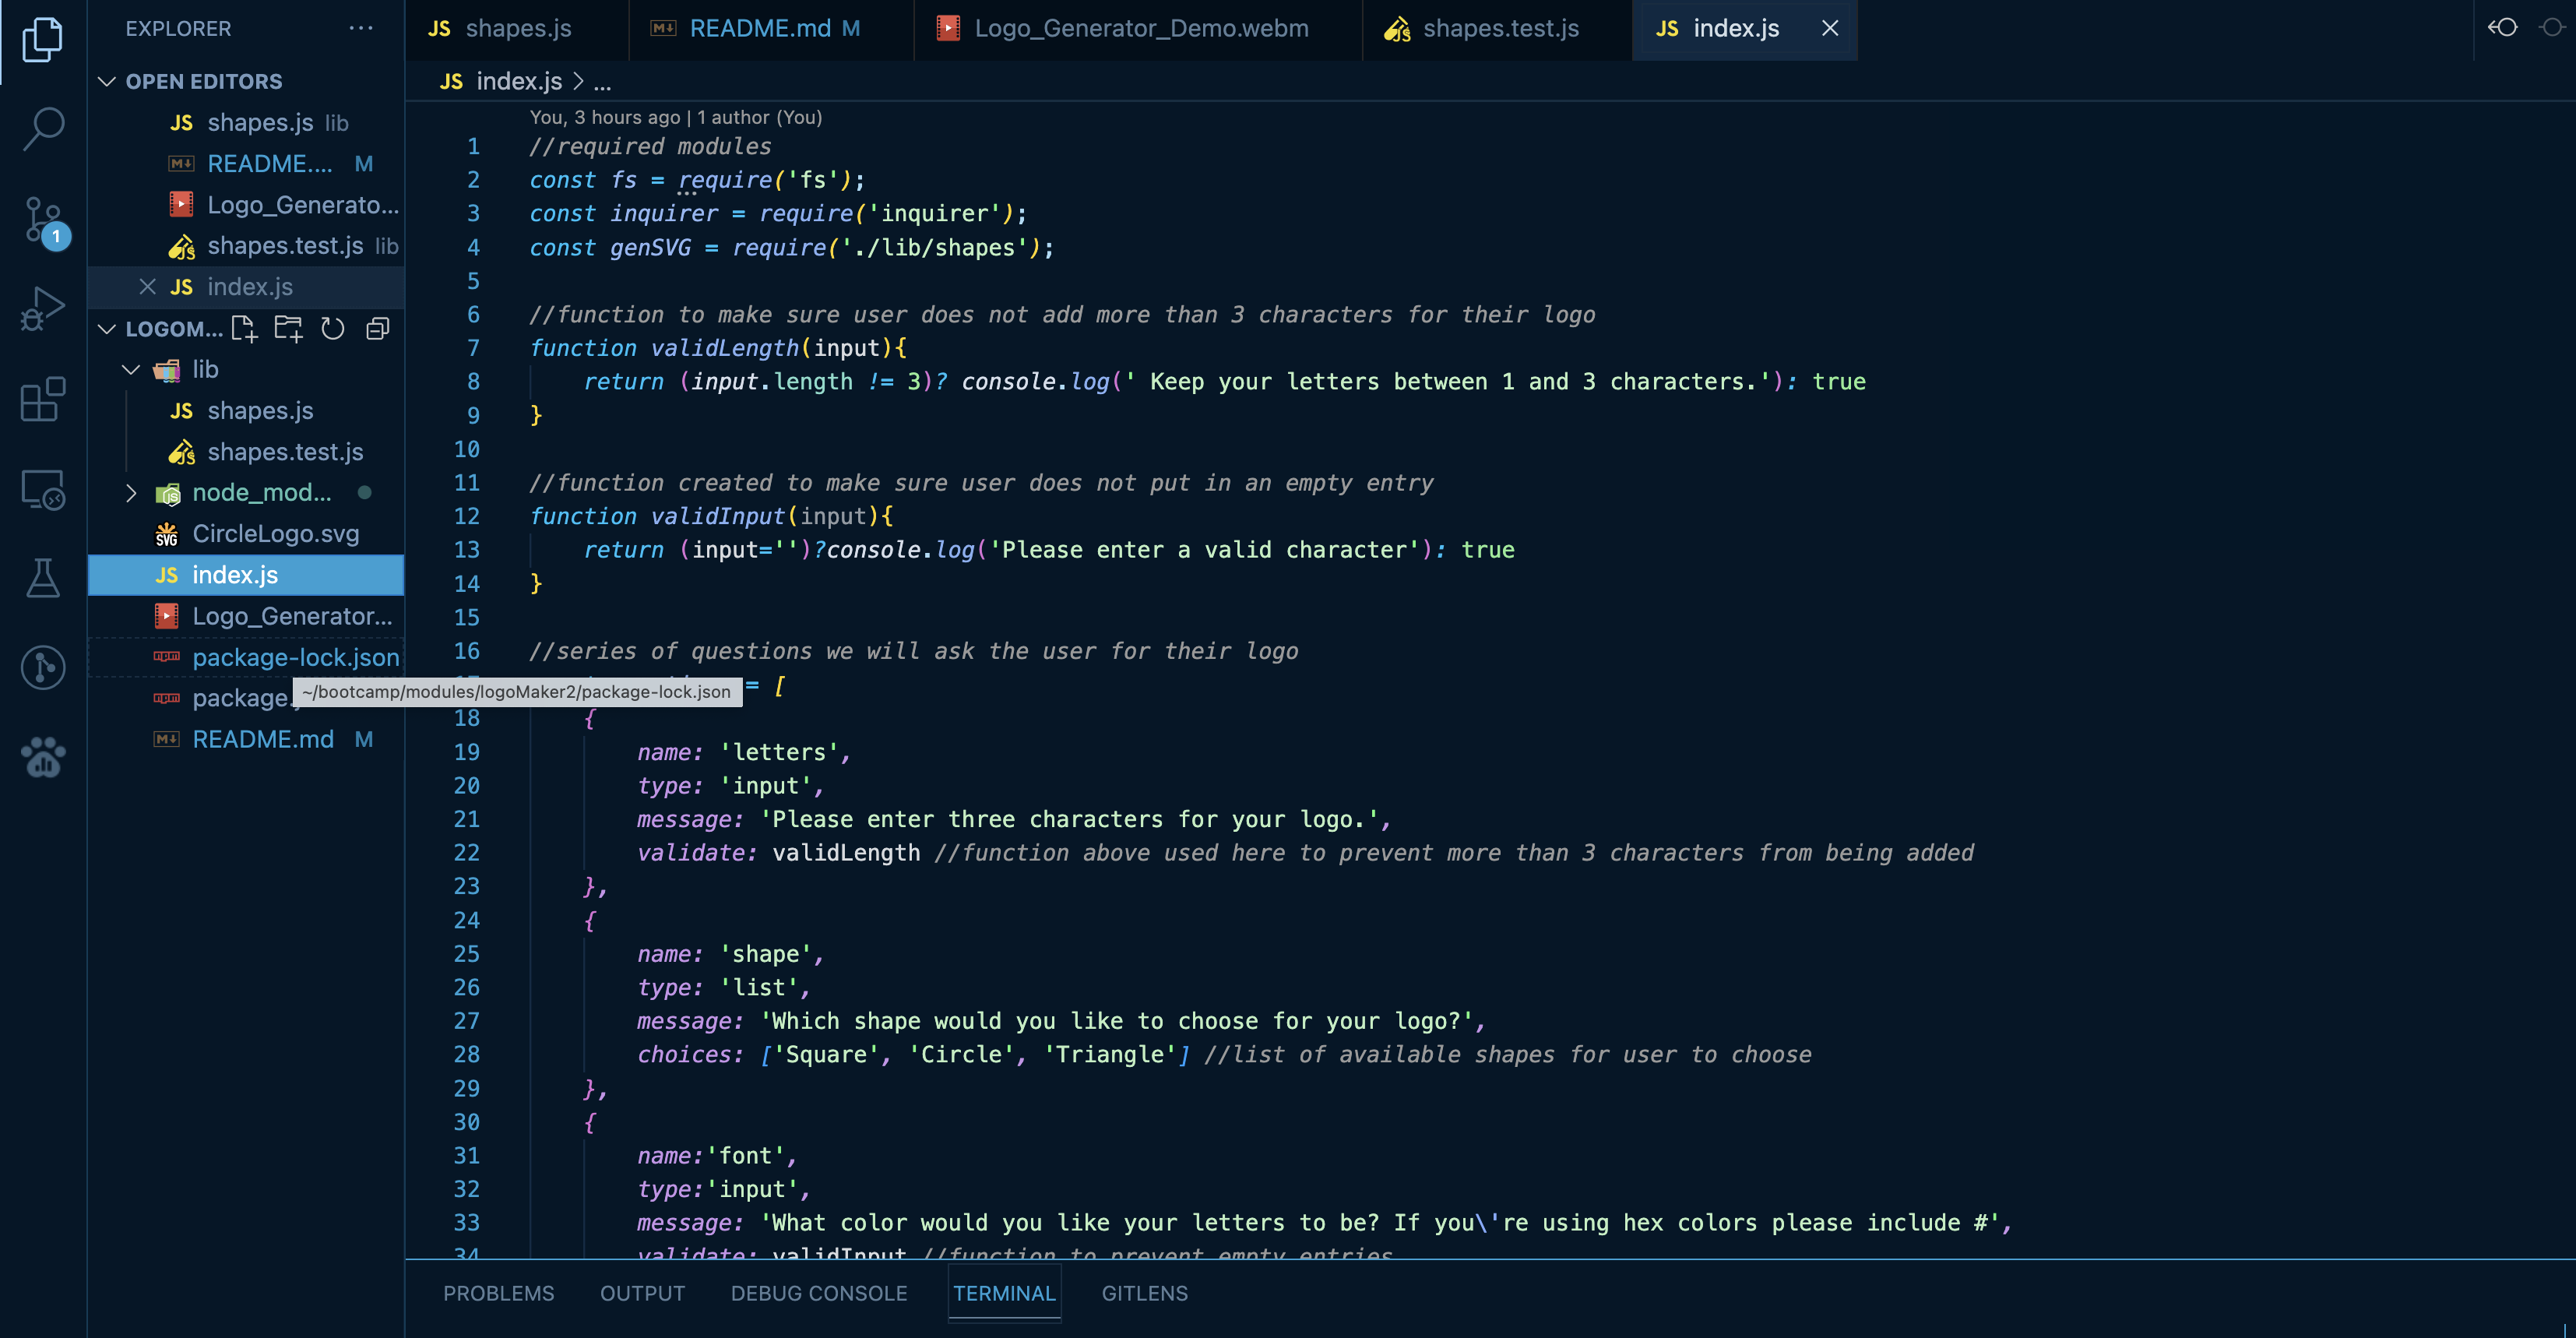 EXPLORER ...
OPEN EDITORS
JS shapes.js lib
README.... M
Logo_Generato...
shapes.test.js lib
JS index.js
LOGOM...
lib
JS shapes.js
shapes.test.js
node_mod...
SVG CircleLogo.svg
JS index.js
Logo_Generator...
package-lock.json
package.
README.md M
~/bootcamp/modules/logoMaker2/package-lock.json
1
JS shapes.js
README.md M
Logo_Generator_Demo.webm
shapes.test.js
JS index.js
JS index.js > ...
You, 3 hours ago | 1 author (You)
1 //required modules
2 const fs = require('fs');
3 const inquirer = require('inquirer');
4 const genSVG = require('./lib/shapes');
5
6 //function to make sure user does not add more than 3 characters for their logo
7 function validLength(input){
8 return (input.length != 3)? console.log(' Keep your letters between 1 and 3 characters.'): true
9 }
10
11 //function created to make sure user does not put in an empty entry
12 function validInput(input){
13 return (input='')?console.log('Please enter a valid character'): true
14 }
15
16 //series of questions we will ask the user for their logo
= [
18 {
19 name: 'letters',
20 type: 'input',
21 message: 'Please enter three characters for your logo.',
22 validate: validLength //function above used here to prevent more than 3 characters from being added
23 },
24 {
25 name: 'shape',
26 type: 'list',
27 message: 'Which shape would you like to choose for your logo?',
28 choices: ['Square', 'Circle', 'Triangle'] //list of available shapes for user to choose
29 },
30 {
31 name:'font',
32 type:'input',
33 message: 'What color would you like your letters to be? If you\'re using hex colors please include #',
34 validate: validInput //function to prevent empty entries
PROBLEMS OUTPUT DEBUG CONSOLE TERMINAL GITLENS